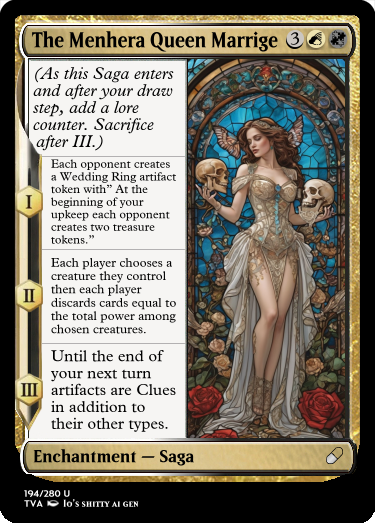 The Menhera Queen Marrige 3
(As this Saga enters
and after your draw
step, add a lore
counter. Sacrifice
after III.)
I
Each opponent creates
a Wedding Ring artifact
token with” At the
beginning of your
upkeep each opponent
creates two treasure
tokens.”
II
Each player chooses a
creature they control
then each player
discards cards equal to
the total power among
chosen creatures.
III
Until the end of
your next turn
artifacts are Clues
in addition to
their other types.
Enchantment — Saga
194/280 U
TVA Io's SHITTY AI GEN